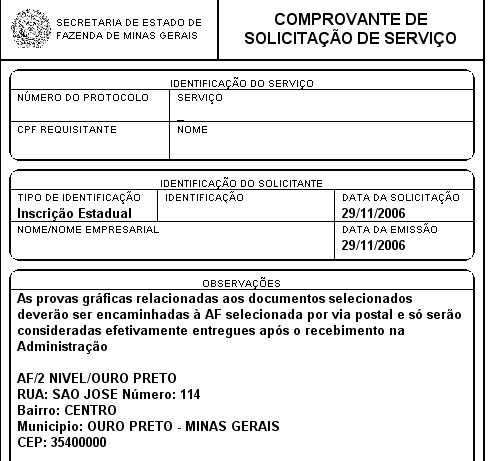 SECRETARIA DE ESTADO DE
FAZENDA DE MINAS GERAIS
COMPROVANTE DE
SOLICITAÇÃO DE SERVIÇO
IDENTIFICAÇÃO DO SERVIÇO
NÚMERO DO PROTOCOLO SERVIÇO
_
CPF REQUISITANTE NOME
IDENTIFICAÇÃO DO SOLICITANTE
TIPO DE IDENTIFICAÇÃO IDENTIFICAÇÃO DATA DA SOLICITAÇÃO
Inscrição Estadual 29/11/2006
NOME/NOME EMPRESARIAL DATA DA EMISSÃO
29/11/2006
OBSERVAÇÕES
As provas gráficas relacionadas aos documentos selecionados
deverão ser encaminhadas à AF selecionada por via postal e só serão
consideradas efetivamente entregues após o recebimento na
Administração
AF/2 NIVEL/OURO PRETO
RUA: SAO JOSE Número: 114
Bairro: CENTRO
Municipio: OURO PRETO - MINAS GERAIS
CEP: 35400000